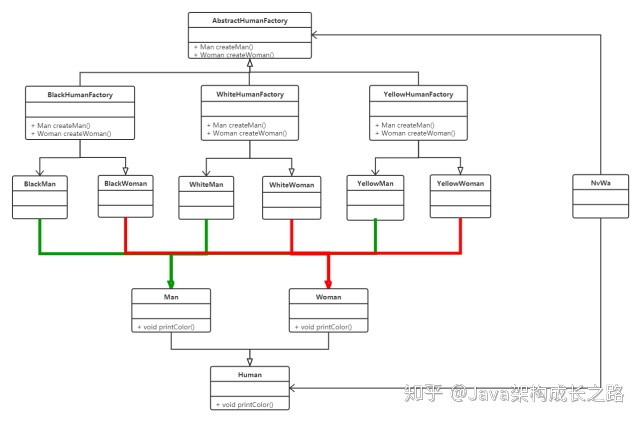 AbstractHumanFactory
+ Man createMan()
+ Woman createWoman()
BlackHumanFactory
+ Man createMan()
+ Woman createWoman()
WhiteHumanFactory
+ Man createMan()
+ Woman createWoman()
YellowHumanFactory
+ Man createMan()
+ Woman createWoman()
BlackMan
BlackWoman
WhiteMan
WhiteWoman
YellowMan
YellowWoman
NvWa
Man
+ void printColor()
Woman
+ void printColor()
Human
+ void printColor()
知乎 @Java架构成长之路